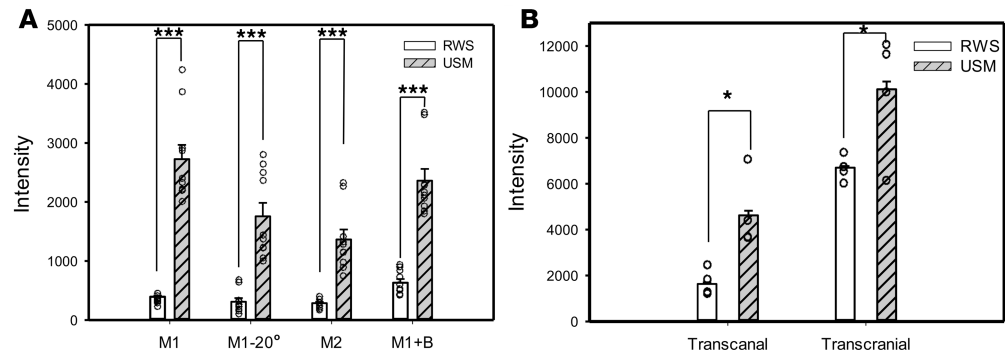 A
Intensity
5000
4000
3000
2000
1000
0
*** *** *** ***
RWS
USM
M1 M1-20° M2 M1+B
B
Intensity
12000
10000
8000
6000
4000
2000
0
* *
RWS
USM
Transcanal Transcranial